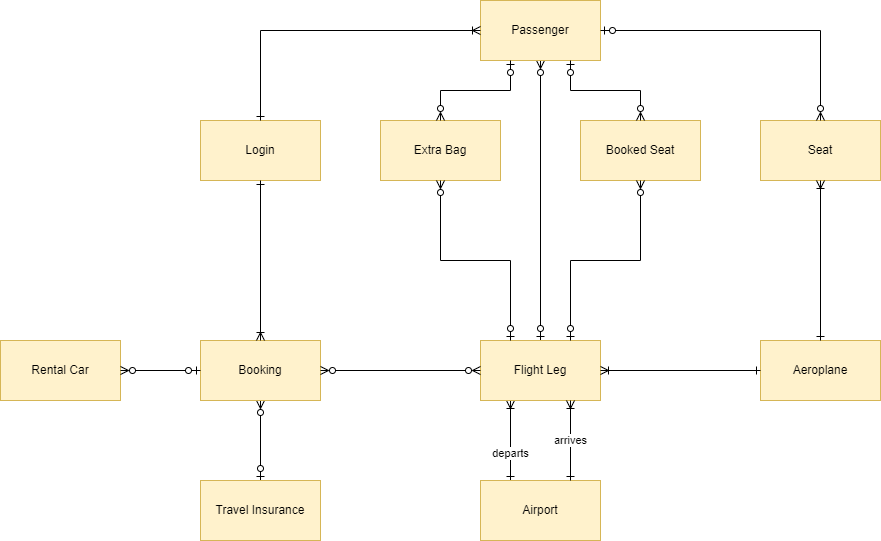 Passenger
Login
Extra Bag
Booked Seat
Seat
Rental Car
Booking
Flight Leg
Aeroplane
arrives
departs
Travel Insurance
Airport